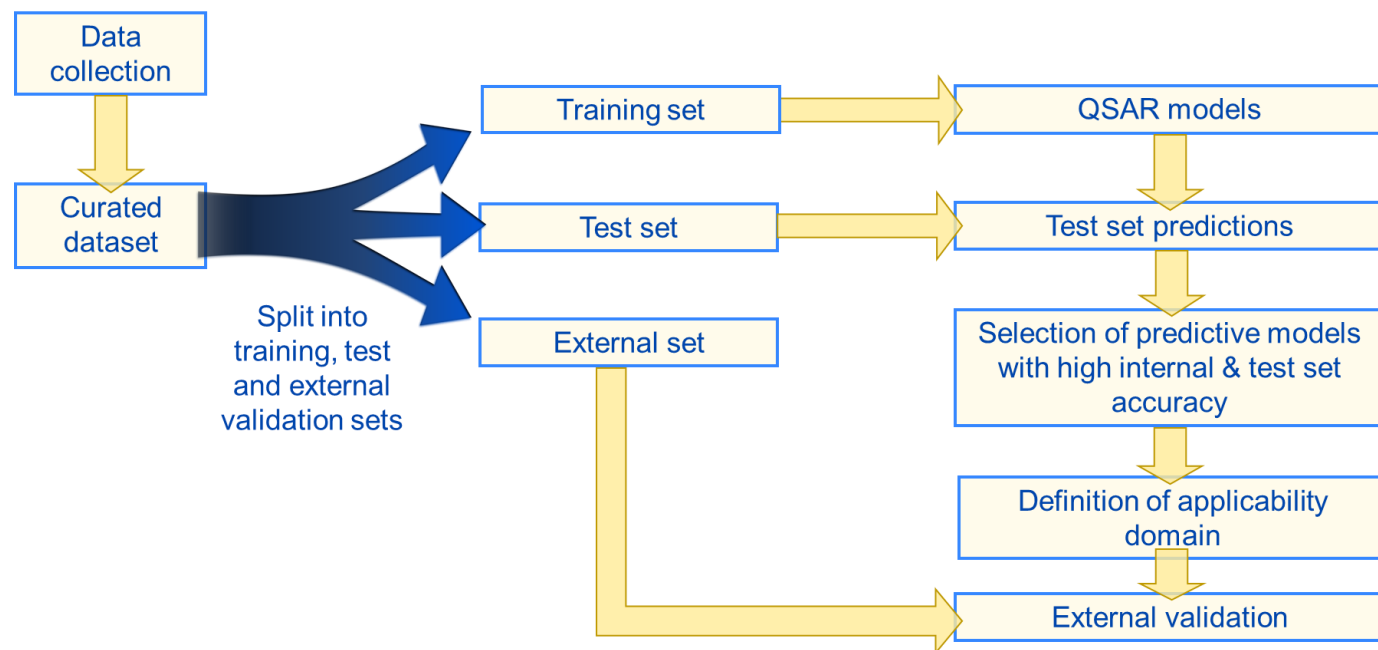 Data
collection
Curated
dataset
Split into
training, test
and external
validation sets
Training set
Test set
External set
QSAR models
Test set predictions
Selection of predictive models
with high internal & test set
accuracy
Definition of applicability
domain
External validation